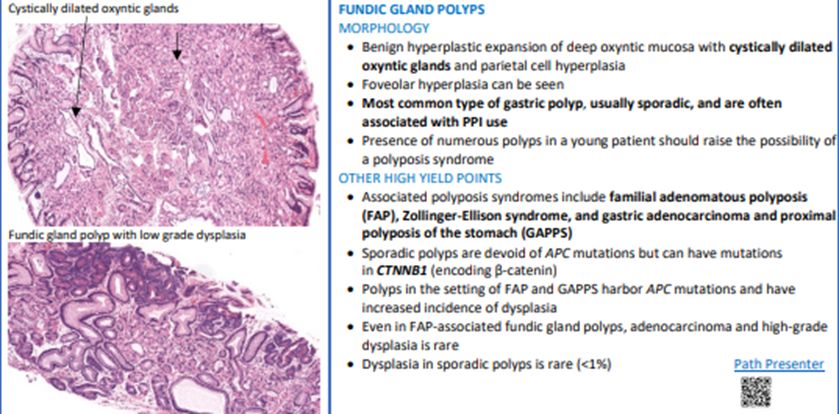 Cystically dilated oxyntic glands
Fundic gland polyp with low grade dysplasia
FUNDIC GLAND POLYPS
MORPHOLOGY
• Benign hyperplastic expansion of deep oxyntic mucosa with cystically dilated
oxyntic glands and parietal cell hyperplasia
• Foveolar hyperplasia can be seen
• Most common type of gastric polyp, usually sporadic, and are often
associated with PPI use
• Presence of numerous polyps in a young patient should raise the possibility of
a polyposis syndrome
OTHER HIGH YIELD POINTS
• Associated polyposis syndromes include familial adenomatous polyposis
(FAP), Zollinger-Ellison syndrome, and gastric adenocarcinoma and proximal
polyposis of the stomach (GAPPS)
• Sporadic polyps are devoid of APC mutations but can have mutations
in CTNNB1 (encoding β-catenin)
• Polyps in the setting of FAP and GAPPS harbor APC mutations and have
increased incidence of dysplasia
• Even in FAP-associated fundic gland polyps, adenocarcinoma and high-grade
dysplasia is rare
• Dysplasia in sporadic polyps is rare (<1%)
Path Presenter